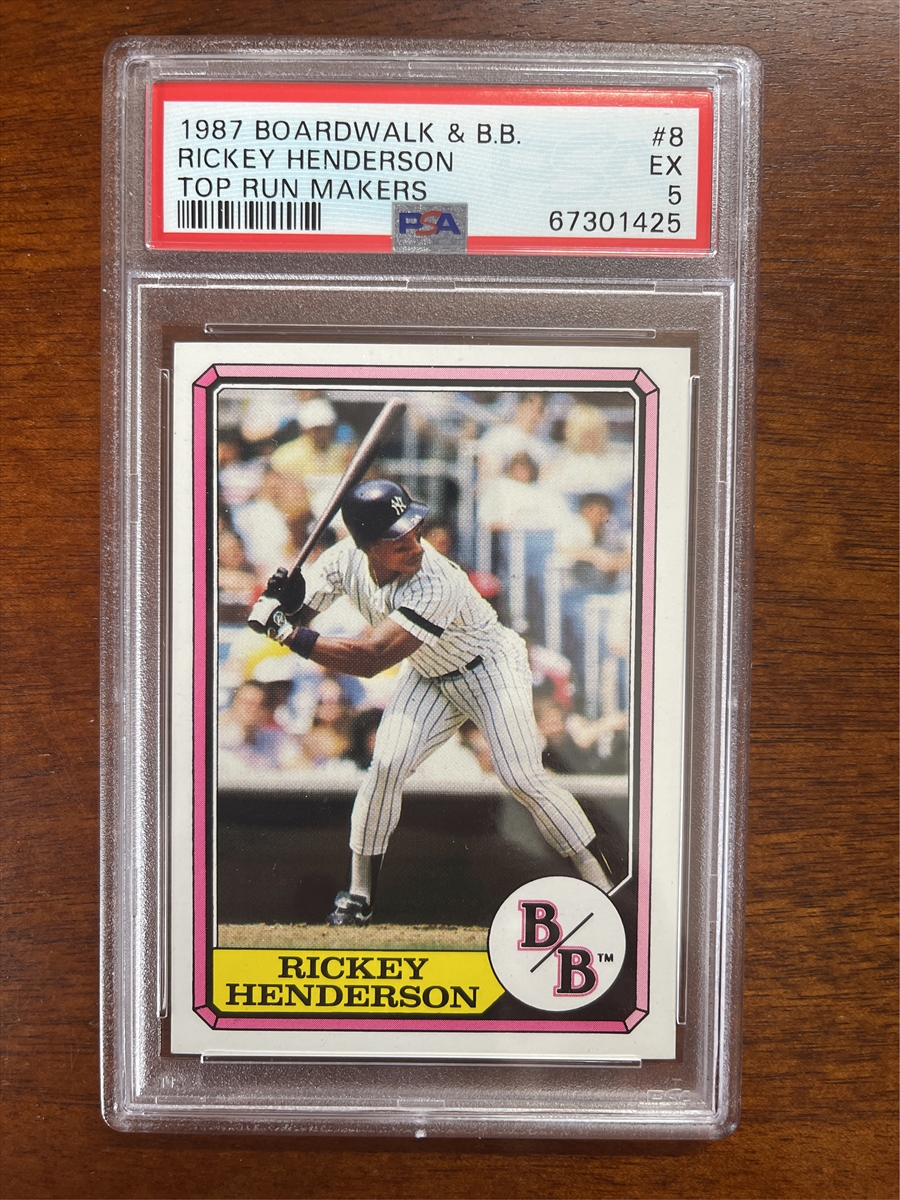 1987 BOARDWALK & B.B. #8
RICKEY HENDERSON EX
TOP RUN MAKERS 5
PSA 67301425
NY
B/B™
RICKEY
HENDERSON